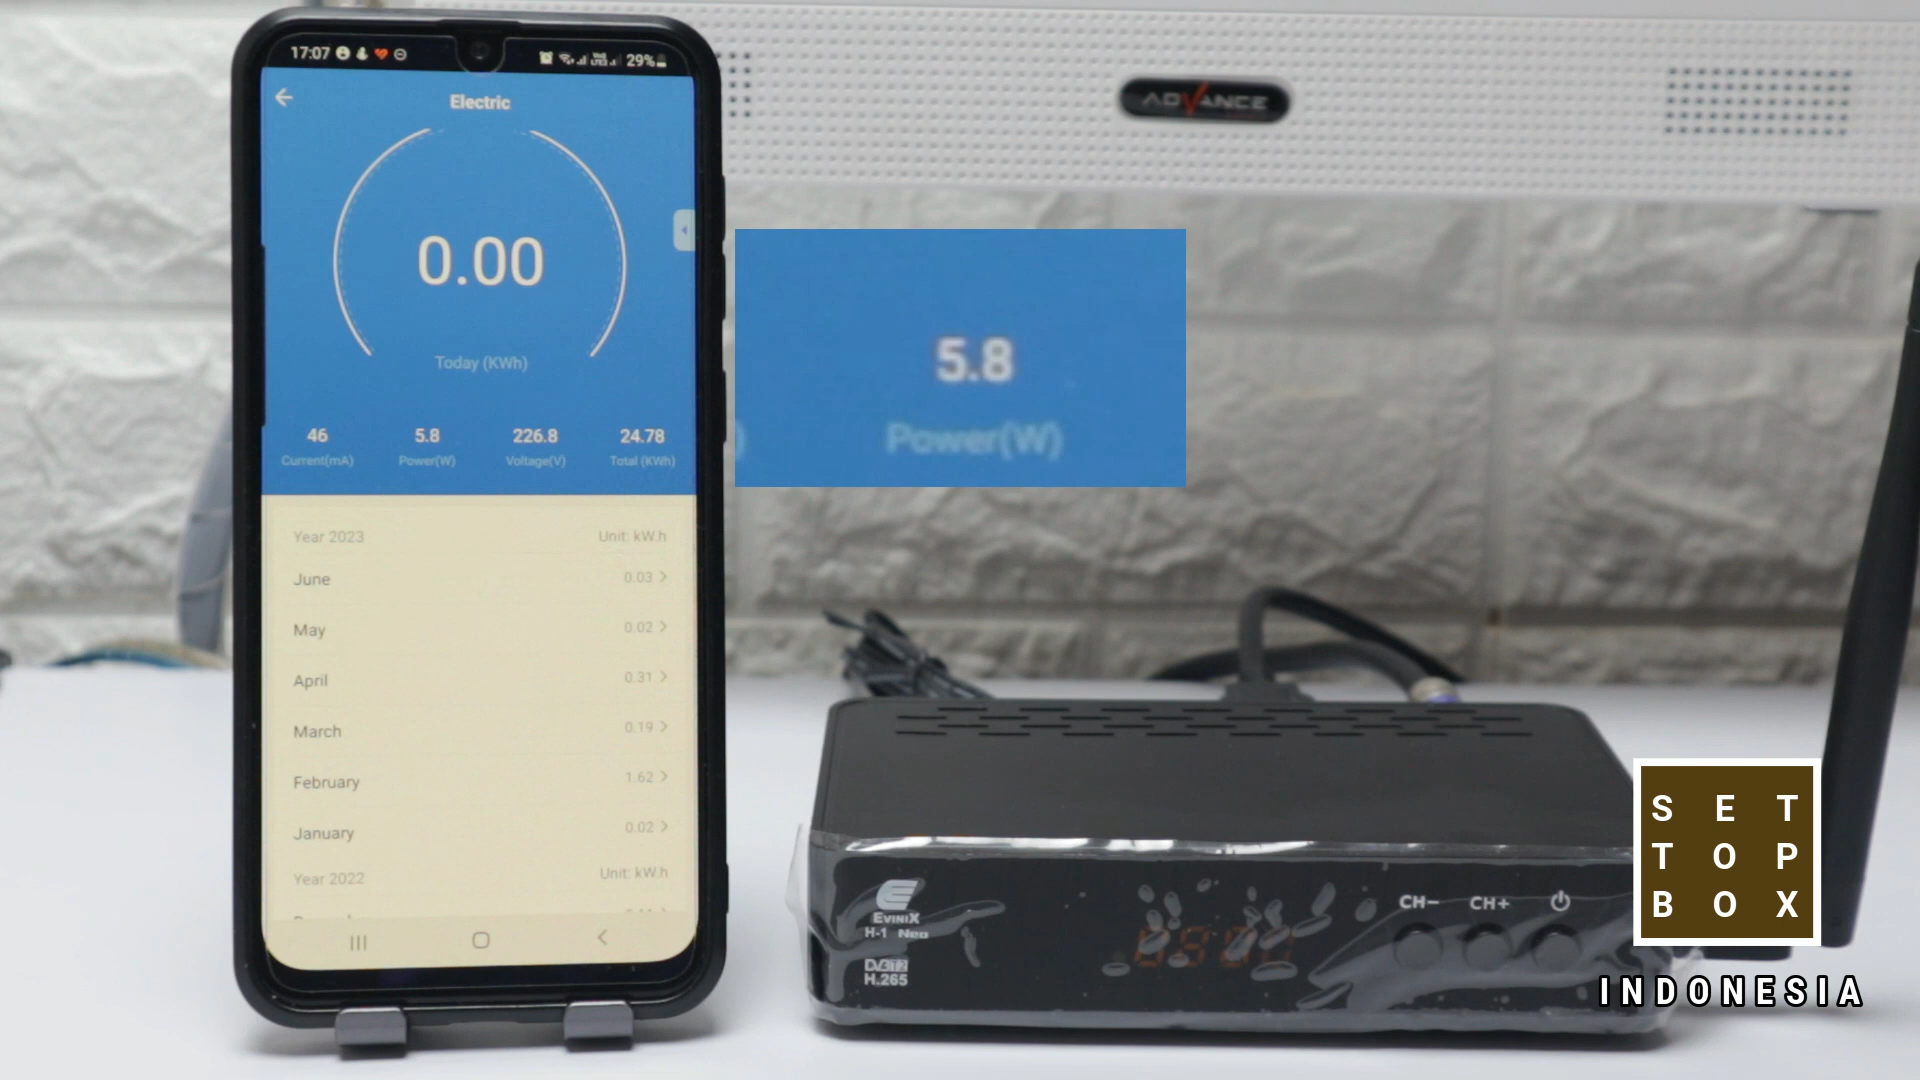 17:07
29%
Electric
0.00
Today (KWh)
46 5.8 226.8 24.78
Current(mA) Power(W) Voltage(V) Total (KWh)
Year 2023 Unit: kW.h
June 0.03
May 0.02
April 0.31
March 0.19
February 1.62
January 0.02
Year 2022 Unit: kW.h
5.8
Power(W)
ADVANCE
EVINIX
H-1 Neo
DVB T2
H.265
CH− CH+
SET
TOP
BOX
INDONESIA